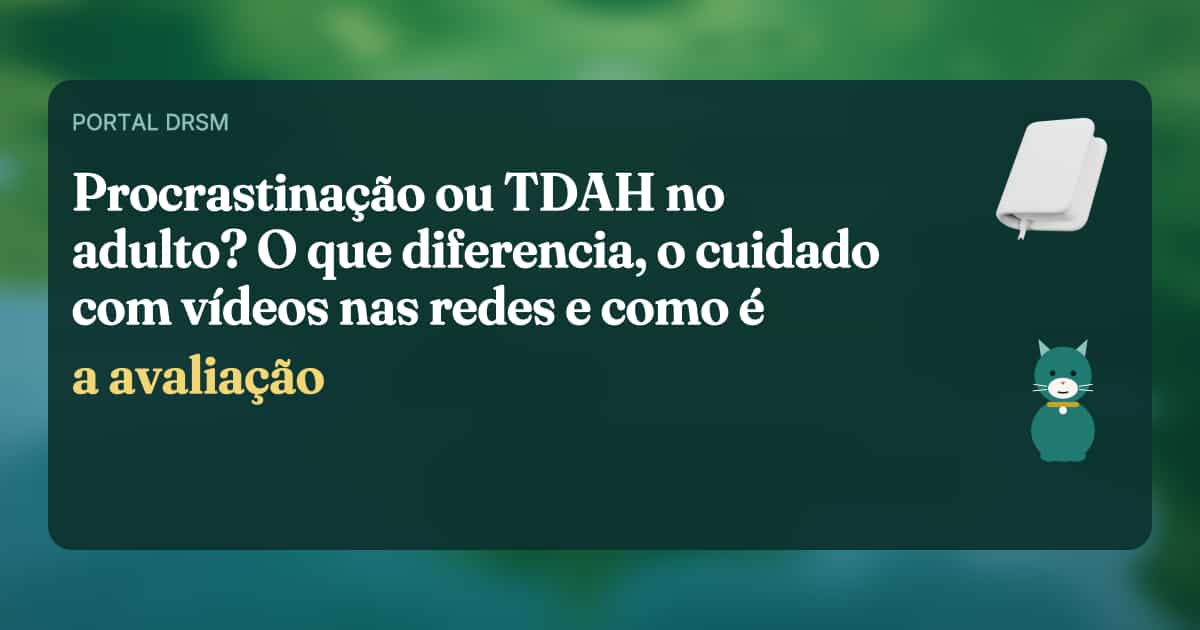 PORTAL DRSM
Procrastinação ou TDAH no
adulto? O que diferencia, o cuidado
com vídeos nas redes e como é
a avaliação